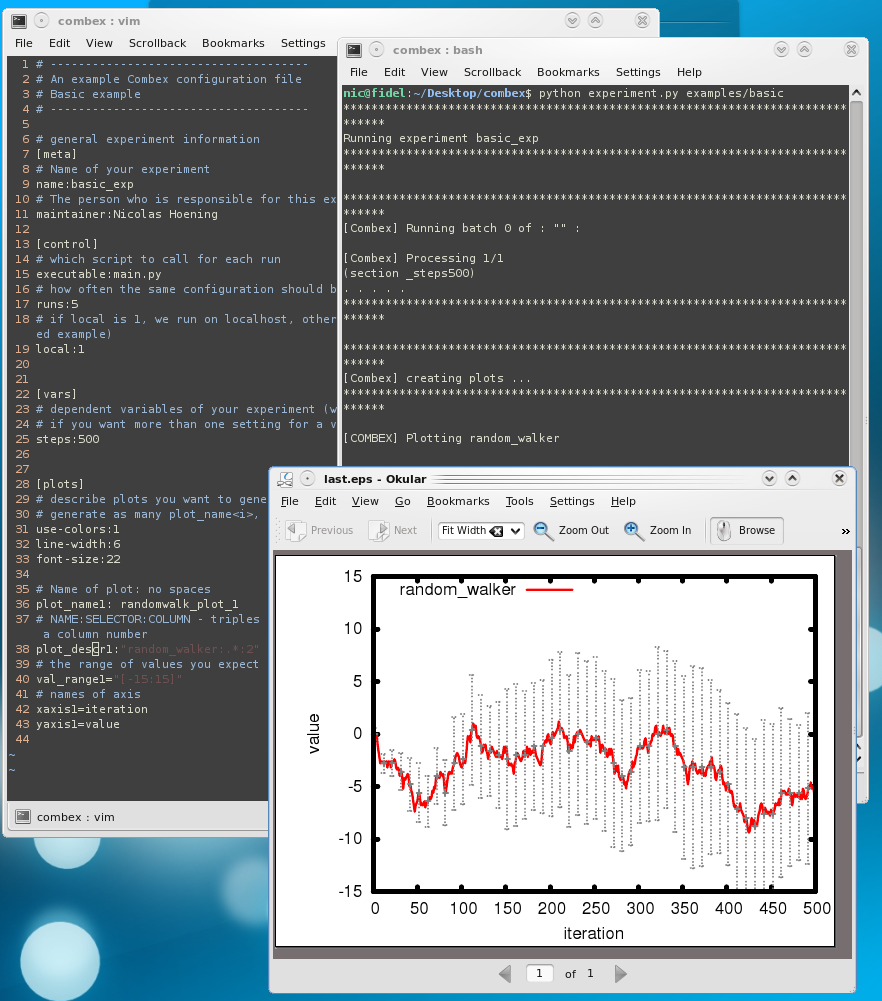 combex : vim
File Edit View Scrollback Bookmarks Settings
1 # -------------------------------------
2 # An example Combex configuration file
3 # Basic example
4 # -------------------------------------
5
6 # general experiment information
7 [meta]
8 # Name of your experiment
9 name:basic_exp
10 # The person who is responsible for this ex
11 maintainer:Nicolas Hoening
12
13 [control]
14 # which script to call for each run
15 executable:main.py
16 # how often the same configuration should b
17 runs:5
18 # if local is 1, we run on localhost, other
ed example)
19 local:1
20
21
22 [vars]
23 # dependent variables of your experiment (w
24 # if you want more than one setting for a v
25 steps:500
26
27
28 [plots]
29 # describe plots you want to gene
30 # generate as many plot_name<i>,
31 use-colors:1
32 line-width:6
33 font-size:22
34
35 # Name of plot: no spaces
36 plot_name1: randomwalk_plot_1
37 # NAME:SELECTOR:COLUMN - triples
a column number
38 plot_descr1:"random_walker:.*:2"
39 # the range of values you expect
40 val_range1="[-15:15]"
41 # names of axis
42 xaxis1=iteration
43 yaxis1=value
44
~
~
combex : vim
combex : bash
File Edit View Scrollback Bookmarks Settings Help
nic@fidel:~/Desktop/combex$ python experiment.py examples/basic
************************************************************************
******
Running experiment basic_exp
************************************************************************
******
************************************************************************
******
[Combex] Running batch 0 of : "" :
[Combex] Processing 1/1
(section _steps500)
. . . . .
************************************************************************
******
************************************************************************
******
[Combex] creating plots ...
************************************************************************
******
[COMBEX] Plotting random_walker
last.eps - Okular
File Edit View Go Bookmarks Tools Settings Help
Previous Next Fit Width Zoom Out Zoom In Browse »
random_walker
15
10
5
0
-5
-10
-15
value
0 50 100 150 200 250 300 350 400 450 500
iteration
1 of 1